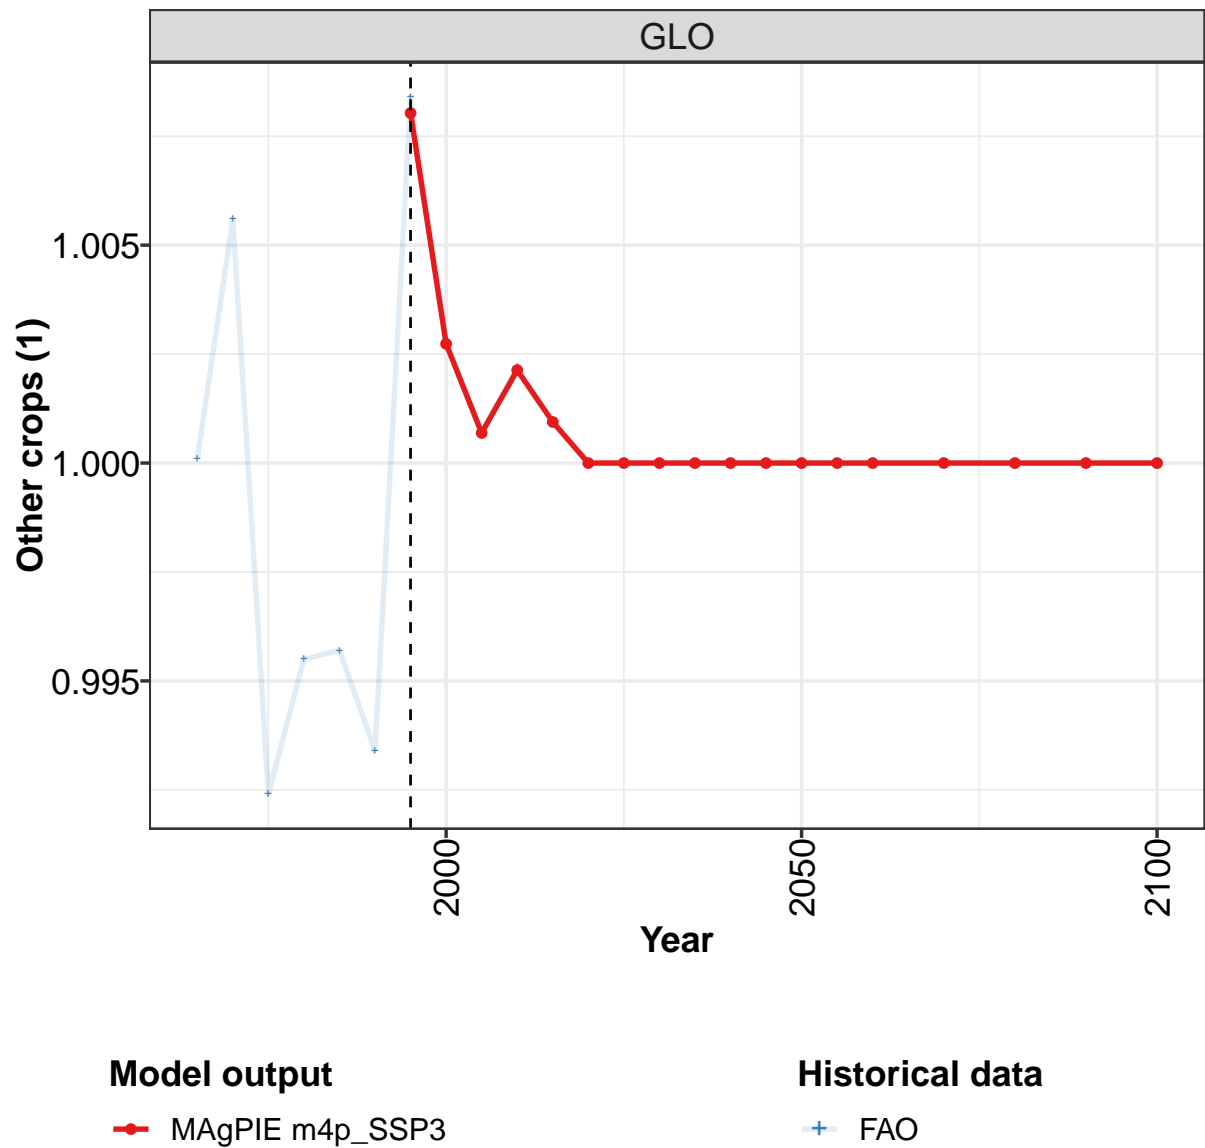 GLO
Other crops (1)
1.005
1.000
0.995
2000
2050
2100
Year
Model output
MAgPIE m4p_SSP3
Historical data
FAO